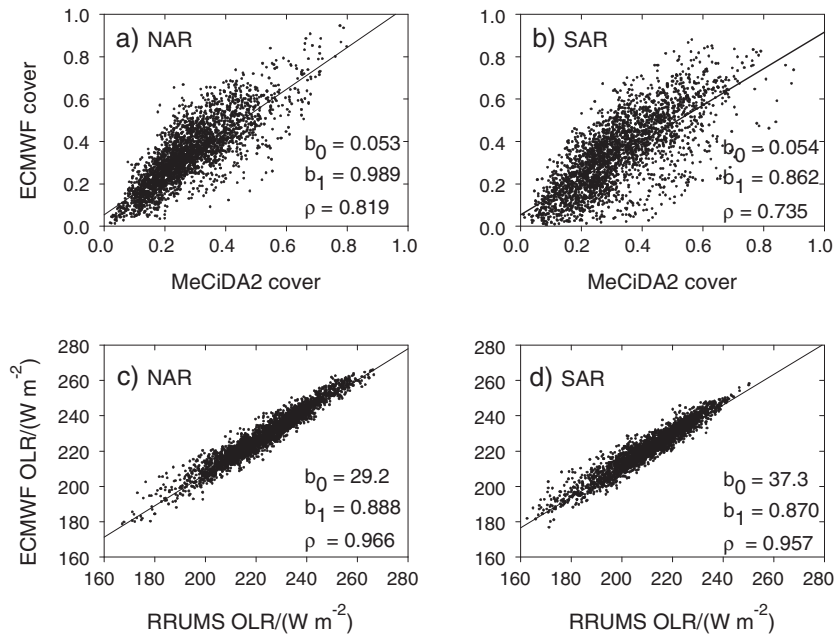 a) NAR
ECMWF cover
1.0
0.8
0.6
0.4
0.2
0.0
b₀ = 0.053
b₁ = 0.989
ρ = 0.819
0.0 0.2 0.4 0.6 0.8 1.0
MeCiDA2 cover
b) SAR
1.0
0.8
0.6
0.4
0.2
0.0
b₀ = 0.054
b₁ = 0.862
ρ = 0.735
0.0 0.2 0.4 0.6 0.8 1.0
MeCiDA2 cover
c) NAR
ECMWF OLR/(W m⁻²)
280
260
240
220
200
180
160
b₀ = 29.2
b₁ = 0.888
ρ = 0.966
160 180 200 220 240 260 280
RRUMS OLR/(W m⁻²)
d) SAR
280
260
240
220
200
180
160
b₀ = 37.3
b₁ = 0.870
ρ = 0.957
160 180 200 220 240 260 280
RRUMS OLR/(W m⁻²)